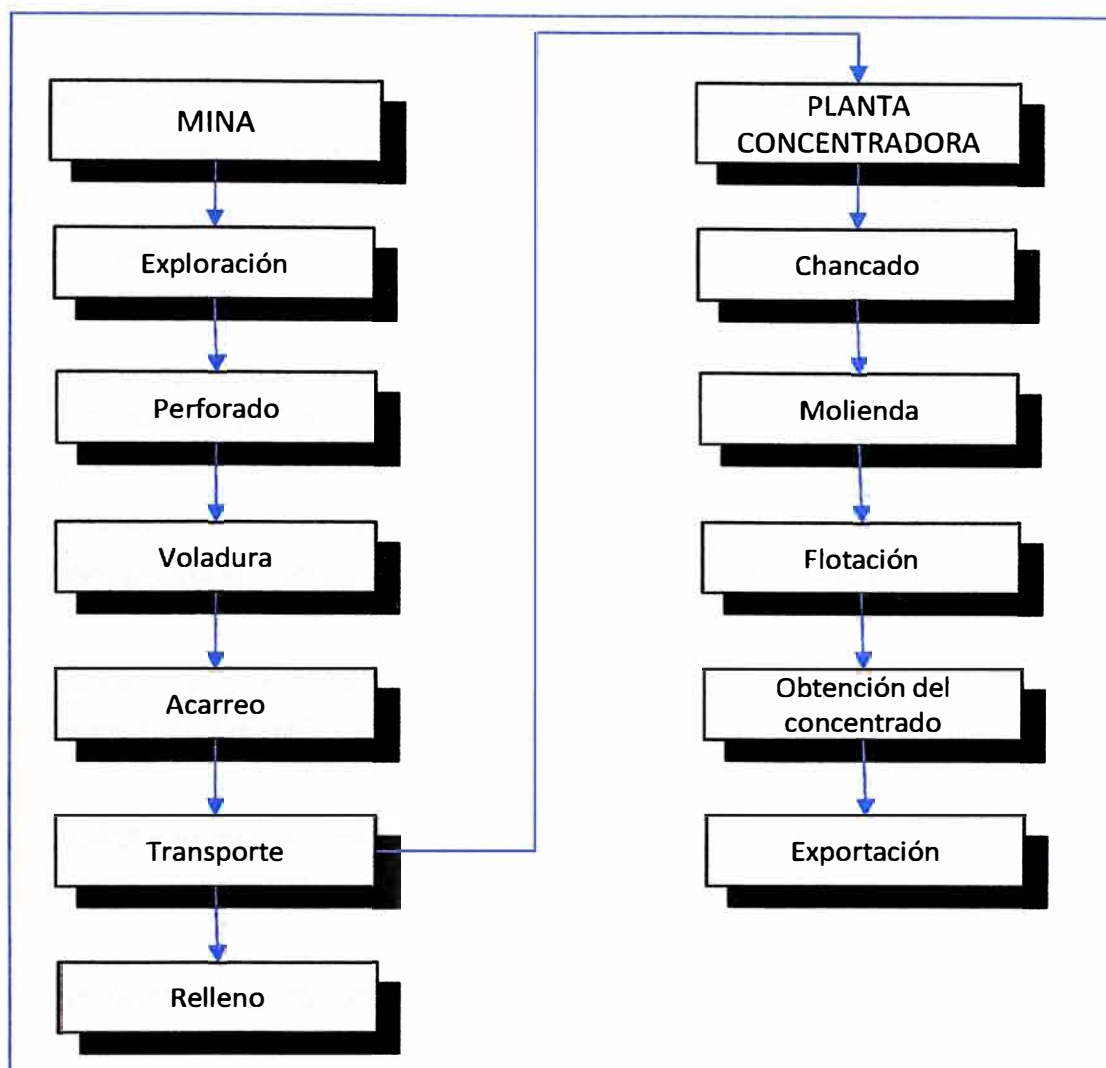 MINA
Exploración
Perforado
Voladura
Acarreo
Transporte
Relleno
PLANTA
CONCENTRADORA
Chancado
Molienda
Flotación
Obtención del
concentrado
Exportación